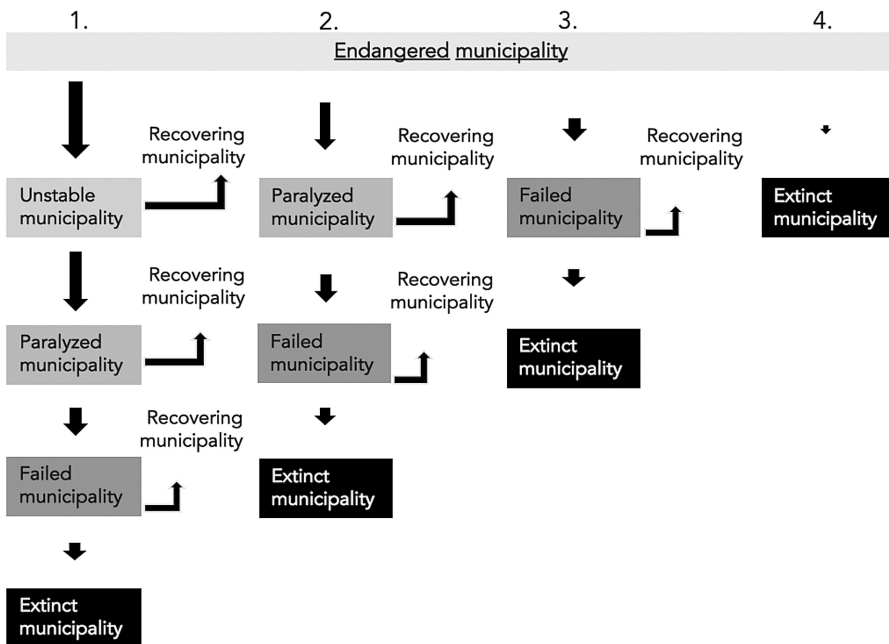 1. 2. 3. 4.
Endangered municipality
Recovering
municipality
Recovering
municipality
Recovering
municipality
Unstable
municipality
Paralyzed
municipality
Failed
municipality
Extinct
municipality
Recovering
municipality
Recovering
municipality
Paralyzed
municipality
Failed
municipality
Extinct
municipality
Recovering
municipality
Failed
municipality
Extinct
municipality
Extinct
municipality